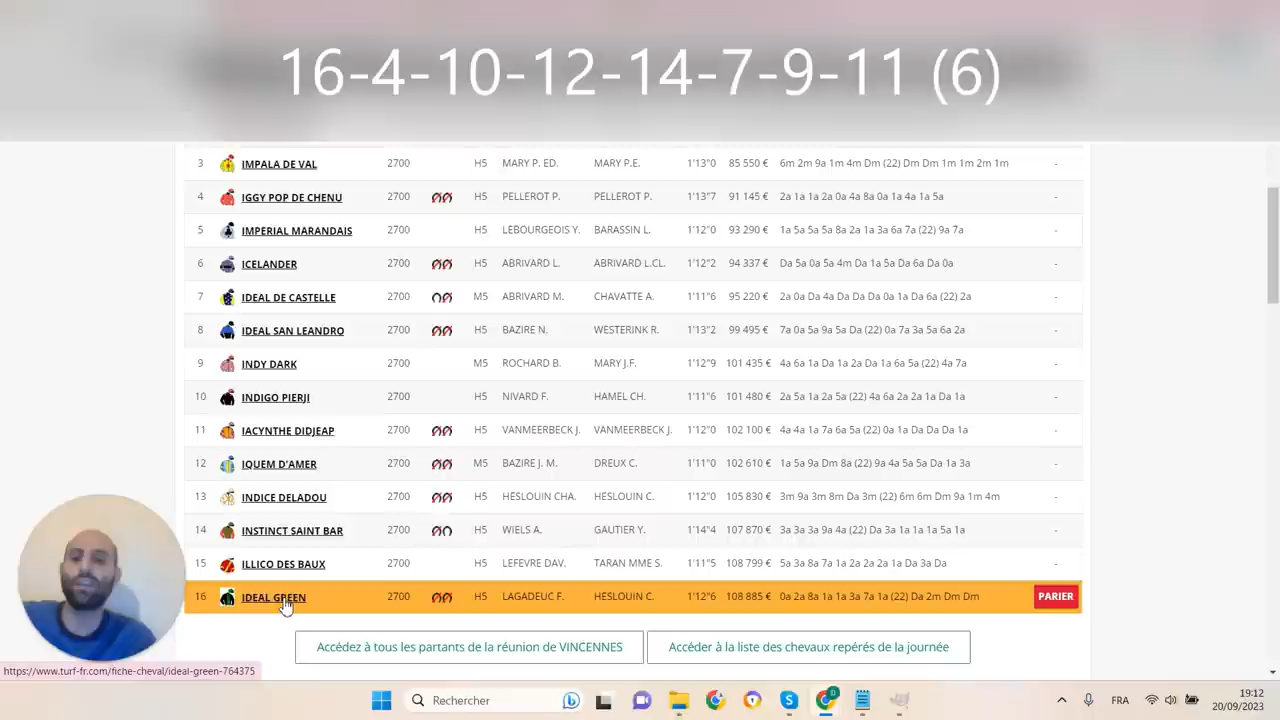 16-4-10-12-14-7-9-11 (6)
3 IMPALA DE VAL 2700 H5 MARY P. ED. MARY P.E. 1'13"0 85 550 € 6m 2m 9a 1m 4m Dm (22) Dm Dm 1m 1m 2m 1m -
4 IGGY POP DE CHENU 2700 H5 PELLEROT P. PELLEROT P. 1'13"7 91 145 € 2a 1a 1a 2a 0a 4a 8a 0a 1a 4a 1a 5a -
5 IMPERIAL MARANDAIS 2700 H5 LEBOURGEOIS Y. BARASSIN L. 1'12"0 93 290 € 1a 5a 5a 5a 8a 2a 1a 3a 6a 7a (22) 9a 7a -
6 ICELANDER 2700 H5 ABRIVARD L. ABRIVARD L.CL. 1'12"2 94 337 € Da 5a 0a 5a 4m Da 1a 5a Da 6a Da 0a -
7 IDEAL DE CASTELLE 2700 M5 ABRIVARD M. CHAVATTE A. 1'11"6 95 220 € 2a 0a Da 4a Da Da Da 0a 1a Da 6a (22) 2a -
8 IDEAL SAN LEANDRO 2700 H5 BAZIRE N. WESTERINK R. 1'13"2 99 495 € 7a 0a 5a 9a 5a Da (22) 0a 7a 3a 5a 6a 2a -
9 INDY DARK 2700 M5 ROCHARD B. MARY J.F. 1'12"9 101 435 € 4a 6a 1a Da 1a 2a Da 1a 6a 5a (22) 4a 7a -
10 INDIGO PIERJI 2700 H5 NIVARD F. HAMEL CH. 1'11"6 101 480 € 2a 5a 1a 2a 5a (22) 4a 6a 2a 2a 1a Da 1a -
11 IACYNTHE DIDJEAP 2700 H5 VANMEERBECK J. VANMEERBECK J. 1'12"0 102 100 € 4a 4a 1a 7a 6a 5a (22) 0a 1a Da Da Da 1a -
12 IQUEM D'AMER 2700 M5 BAZIRE J. M. DREUX C. 1'11"0 102 610 € 1a 5a 9a Dm 8a (22) 9a 4a 5a 5a Da 1a 3a -
13 INDICE DELADOU 2700 H5 HESLOUIN CHA. HESLOUIN C. 1'12"0 105 830 € 3m 9a 3m 8m Da 3m (22) 6m 6m Dm 9a 1m 4m -
14 INSTINCT SAINT BAR 2700 H5 WIELS A. GAUTIER Y. 1'14"4 107 870 € 3a 3a 3a 9a 4a (22) Da 3a 1a 1a 1a 5a 1a -
15 ILLICO DES BAUX 2700 H5 LEFEVRE DAV. TARAN MME S. 1'11"5 108 799 € 5a 3a 8a 7a 1a 2a 2a 2a 1a Da 3a Da -
16 IDEAL GREEN 2700 H5 LAGADEUC F. HESLOUIN C. 1'12"6 108 885 € 0a 2a 8a 1a 1a 3a 7a 1a (22) Da 2m Dm Dm PARIER
Accédez à tous les partants de la réunion de VINCENNES Accéder à la liste des chevaux repérés de la journée
https://www.turf-fr.com/fiche-cheval/ideal-green-764375
Rechercher FRA 19:12
20/09/2023